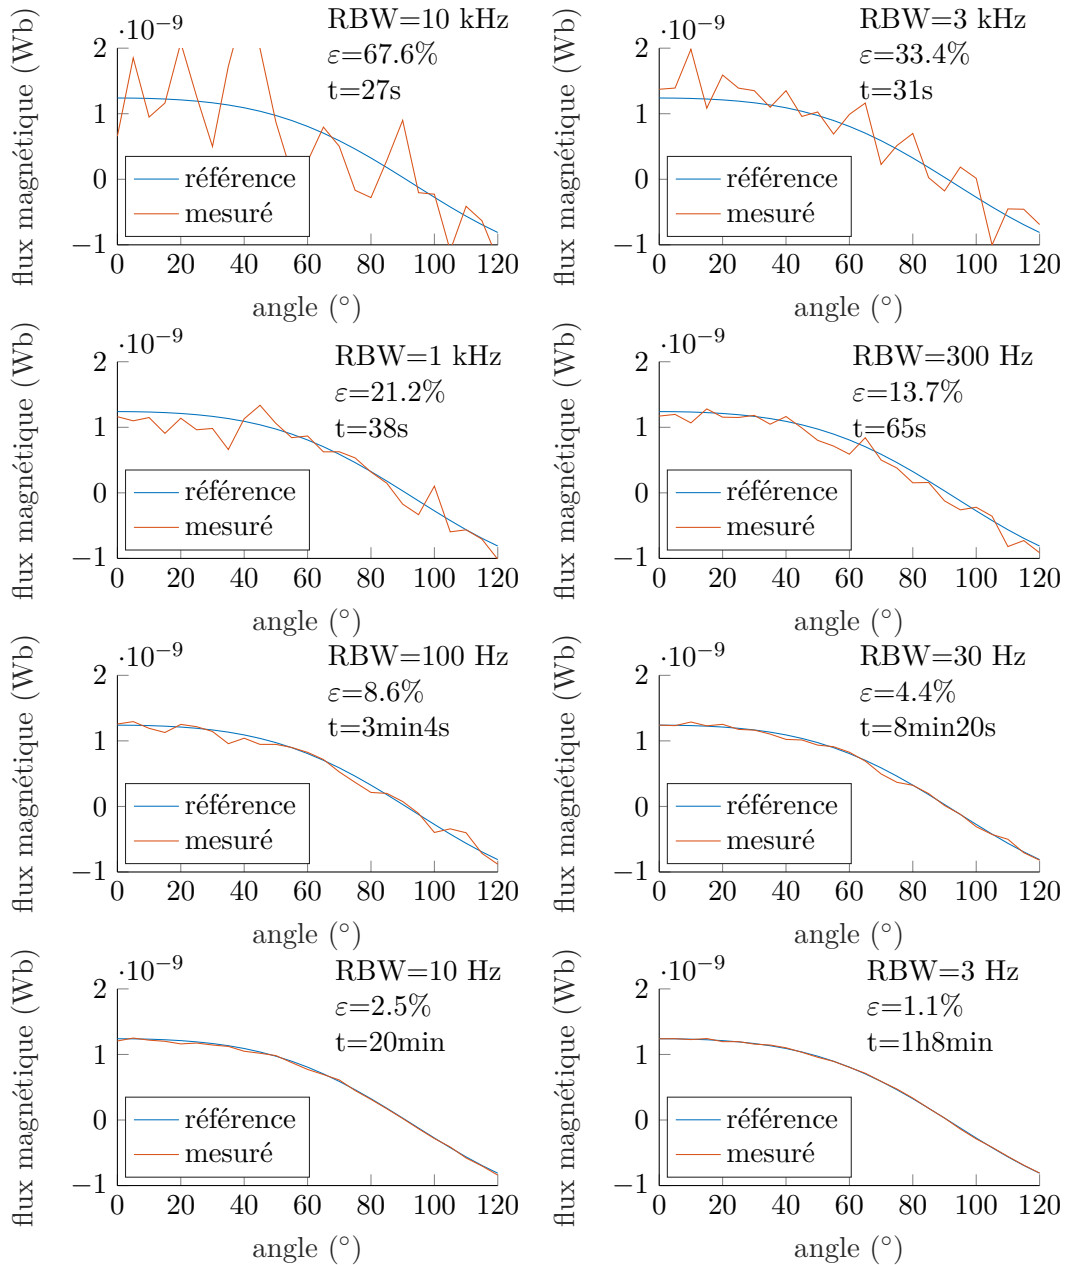 ·10⁻⁹
RBW=10 kHz
ε=67.6%
t=27s
flux magnétique (Wb)
2
1
0
−1
référence
mesuré
0 20 40 60 80 100 120
angle (°)
·10⁻⁹
RBW=3 kHz
ε=33.4%
t=31s
flux magnétique (Wb)
2
1
0
−1
référence
mesuré
0 20 40 60 80 100 120
angle (°)
·10⁻⁹
RBW=1 kHz
ε=21.2%
t=38s
flux magnétique (Wb)
2
1
0
−1
référence
mesuré
0 20 40 60 80 100 120
angle (°)
·10⁻⁹
RBW=300 Hz
ε=13.7%
t=65s
flux magnétique (Wb)
2
1
0
−1
référence
mesuré
0 20 40 60 80 100 120
angle (°)
·10⁻⁹
RBW=100 Hz
ε=8.6%
t=3min4s
flux magnétique (Wb)
2
1
0
−1
référence
mesuré
0 20 40 60 80 100 120
angle (°)
·10⁻⁹
RBW=30 Hz
ε=4.4%
t=8min20s
flux magnétique (Wb)
2
1
0
−1
référence
mesuré
0 20 40 60 80 100 120
angle (°)
·10⁻⁹
RBW=10 Hz
ε=2.5%
t=20min
flux magnétique (Wb)
2
1
0
−1
référence
mesuré
0 20 40 60 80 100 120
angle (°)
·10⁻⁹
RBW=3 Hz
ε=1.1%
t=1h8min
flux magnétique (Wb)
2
1
0
−1
référence
mesuré
0 20 40 60 80 100 120
angle (°)